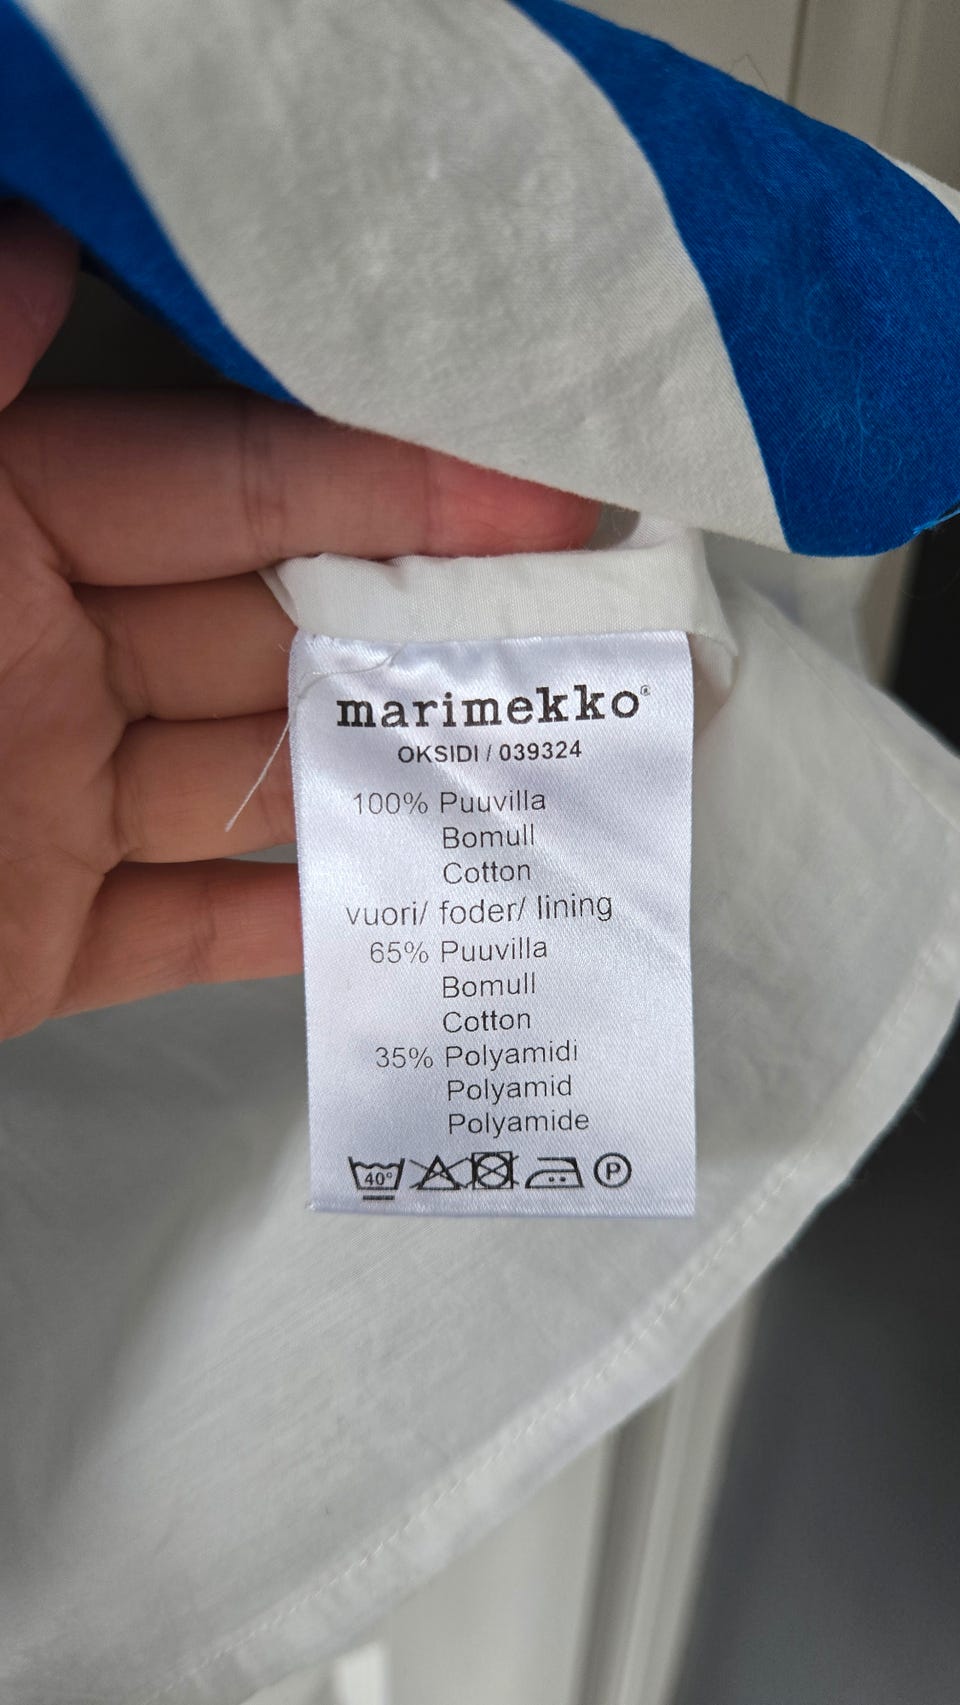 marimekko®
OKSIDI / 039324
100% Puuvilla
Bomull
Cotton
vuori/ foder/ lining
65% Puuvilla
Bomull
Cotton
35% Polyamidi
Polyamid
Polyamide
40° P